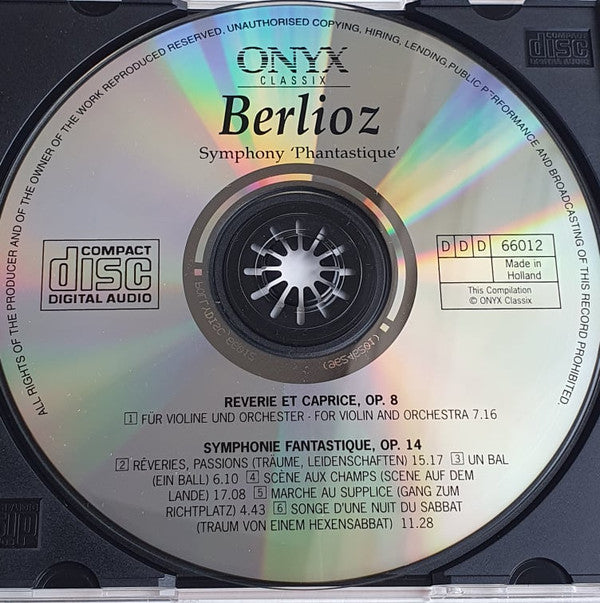 ALL RIGHTS OF THE PRODUCER AND OF THE OWNER OF THE WORK REPRODUCED RESERVED, UNAUTHORISED COPYING, HIRING, LENDING, PUBLIC PERFORMANCE AND BROADCASTING OF THIS RECORD PROHIBITED.
ONYX
CLASSIX
Berlioz
Symphony 'Phantastique'
COMPACT
disc
DIGITAL AUDIO
D D D 66012
Made in
Holland
This Compilation
© ONYX Classix
REVERIE ET CAPRICE, OP. 8
1 FÜR VIOLINE UND ORCHESTER - FOR VIOLIN AND ORCHESTRA 7.16
SYMPHONIE FANTASTIQUE, OP. 14
2 RÊVERIES, PASSIONS (TRÄUME, LEIDENSCHAFTEN) 15.17 3 UN BAL
(EIN BALL) 6.10 4 SCÈNE AUX CHAMPS (SCENE AUF DEM
LANDE) 17.08 5 MARCHE AU SUPPLICE (GANG ZUM
RICHTPLATZ) 4.43 6 SONGE D'UNE NUIT DU SABBAT
(TRAUM VON EINEM HEXENSABBAT) 11.28
COMPACT
disc
DIGITAL AUDIO